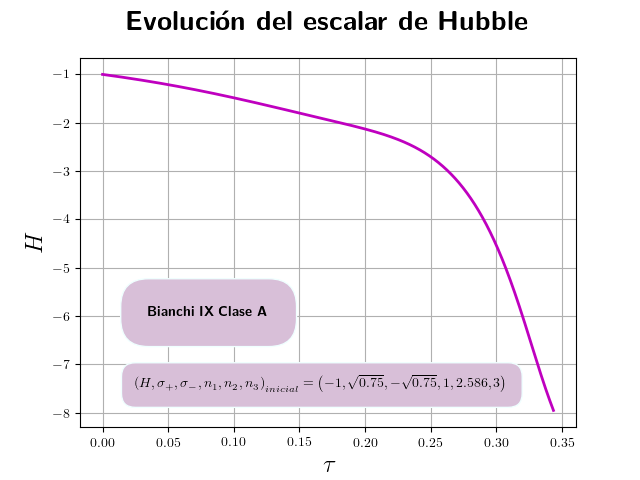 Evolución del escalar de Hubble
−1
−2
−3
−4
−5
−6
−7
−8
H
Bianchi IX Clase A
(H, σ₊, σ₋, n₁, n₂, n₃)ᵢₙᵢ꜀ᵢₐₗ = (−1, √0.75, −√0.75, 1, 2.586, 3)
0.00 0.05 0.10 0.15 0.20 0.25 0.30 0.35
τ